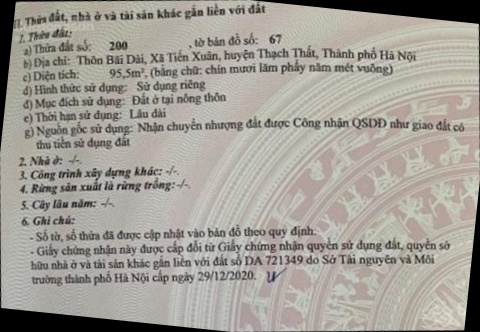 II. Thửa đất, nhà ở và tài sản khác gắn liền với đất
1. Thửa đất:
a) Thửa đất số: 200 , tờ bản đồ số: 67
b) Địa chỉ: Thôn Bãi Dài, Xã Tiến Xuân, huyện Thạch Thất, Thành phố Hà Nội
c) Diện tích: 95,5m², (bằng chữ: chín mươi lăm phẩy năm mét vuông)
d) Hình thức sử dụng: Sử dụng riêng
đ) Mục đích sử dụng: Đất ở tại nông thôn
e) Thời hạn sử dụng: Lâu dài
g) Nguồn gốc sử dụng: Nhận chuyển nhượng đất được Công nhận QSDĐ như giao đất có
thu tiền sử dụng đất
2. Nhà ở: -/-.
3. Công trình xây dựng khác: -/-.
4. Rừng sản xuất là rừng trồng: -/-.
5. Cây lâu năm: -/-.
6. Ghi chú:
- Số tờ, số thửa đã được cập nhật vào bản đồ theo quy định.
- Giấy chứng nhận này được cấp đổi từ Giấy chứng nhận quyền sử dụng đất, quyền sở
hữu nhà ở và tài sản khác gắn liền với đất số DA 721349 do Sở Tài nguyên và Môi
trường thành phố Hà Nội cấp ngày 29/12/2020.